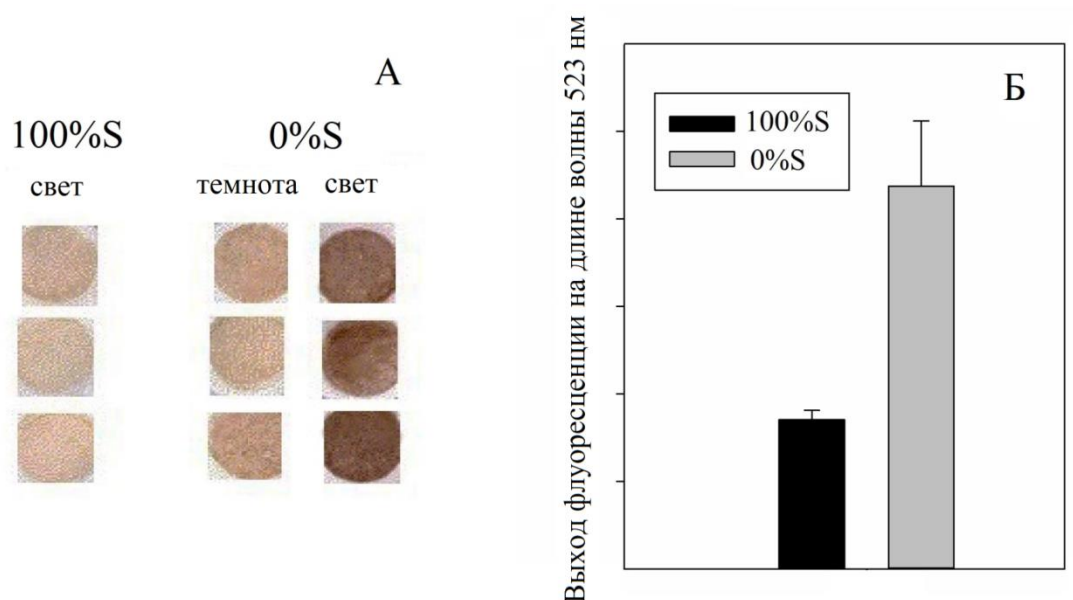 А
100%S 0%S
свет темнота свет
Выход флуоресценции на длине волны 523 нм
Б
100%S
0%S